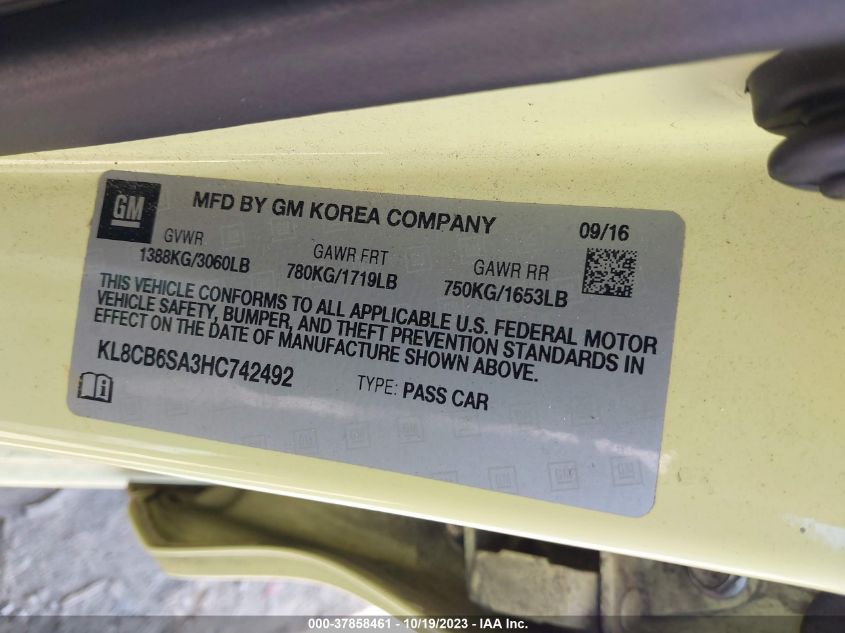 GM
MFD BY GM KOREA COMPANY
09/16
GVWR
1388KG/3060LB
GAWR FRT
780KG/1719LB
GAWR RR
750KG/1653LB
THIS VEHICLE CONFORMS TO ALL APPLICABLE U.S. FEDERAL MOTOR
VEHICLE SAFETY, BUMPER, AND THEFT PREVENTION STANDARDS IN
EFFECT ON THE DATE OF MANUFACTURE SHOWN ABOVE.
KL8CB6SA3HC742492
TYPE: PASS CAR
000-37858461 - 10/19/2023 - IAA Inc.